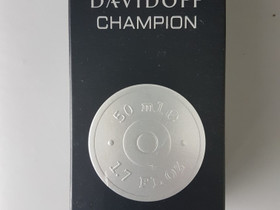 DAVIDOFF
CHAMPION
50 mL ℮
1.7 FL.OZ